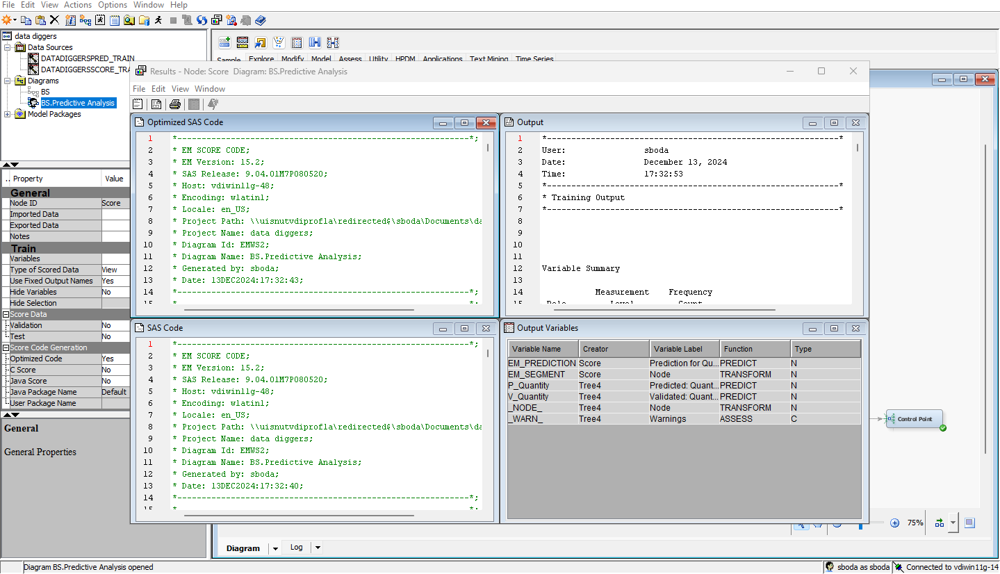 File Edit View Actions Options Window Help
data diggers
Data Sources
DATADIGGERSPRED_TRAIN
DATADIGGERSSCORE_TRA
Diagrams
BS
BS.Predictive Analysis
Model Packages
Sample Explore Modify Model Assess Utility HPDM Applications Text Mining Time Series
.. Property Value
General
Node ID Score
Imported Data
Exported Data
Notes
Train
Variables
Type of Scored Data View
Use Fixed Output Names Yes
Hide Variables No
Hide Selection
Score Data
Validation No
Test No
Score Code Generation
Optimized Code Yes
C Score No
Java Score No
Java Package Name Default
User Package Name
General
General Properties
Results - Node: Score Diagram: BS.Predictive Analysis
File Edit View Window
Optimized SAS Code
1 *---------------------------------------------------------------*;
2 * EM SCORE CODE;
3 * EM Version: 15.2;
4 * SAS Release: 9.04.01M7P080520;
5 * Host: vdiwin11g-48;
6 * Encoding: wlatin1;
7 * Locale: en_US;
8 * Project Path: \\uisnutvdiprof1a\redirected$\sboda\Documents\da
9 * Project Name: data diggers;
10 * Diagram Id: EMWS2;
11 * Diagram Name: BS.Predictive Analysis;
12 * Generated by: sboda;
13 * Date: 13DEC2024:17:32:43;
14 *---------------------------------------------------------------*;
15 * *;
Output
1 *---------------------------------------------------------------*
2 User: sboda
3 Date: December 13, 2024
4 Time: 17:32:53
5 *---------------------------------------------------------------*
6 * Training Output
7 *---------------------------------------------------------------*
8
9
10
11
12 Variable Summary
13
14 Measurement Frequency
15 Role Level Count
SAS Code
1 *---------------------------------------------------------------*;
2 * EM SCORE CODE;
3 * EM Version: 15.2;
4 * SAS Release: 9.04.01M7P080520;
5 * Host: vdiwin11g-48;
6 * Encoding: wlatin1;
7 * Locale: en_US;
8 * Project Path: \\uisnutvdiprof1a\redirected$\sboda\Documents\da
9 * Project Name: data diggers;
10 * Diagram Id: EMWS2;
11 * Diagram Name: BS.Predictive Analysis;
12 * Generated by: sboda;
13 * Date: 13DEC2024:17:32:40;
14 *---------------------------------------------------------------*;
15 * *;
Output Variables
Variable Name Creator Variable Label Function Type
EM_PREDICTION Score Prediction for Qu... PREDICT N
EM_SEGMENT Score Node TRANSFORM N
P_Quantity Tree4 Predicted: Quant... PREDICT N
V_Quantity Tree4 Validated: Quant... PREDICT N
_NODE_ Tree4 Node TRANSFORM N
_WARN_ Tree4 Warnings ASSESS C
Control Point
75%
Diagram Log
Diagram BS.Predictive Analysis opened
sboda as sboda
Connected to vdiwin11g-14